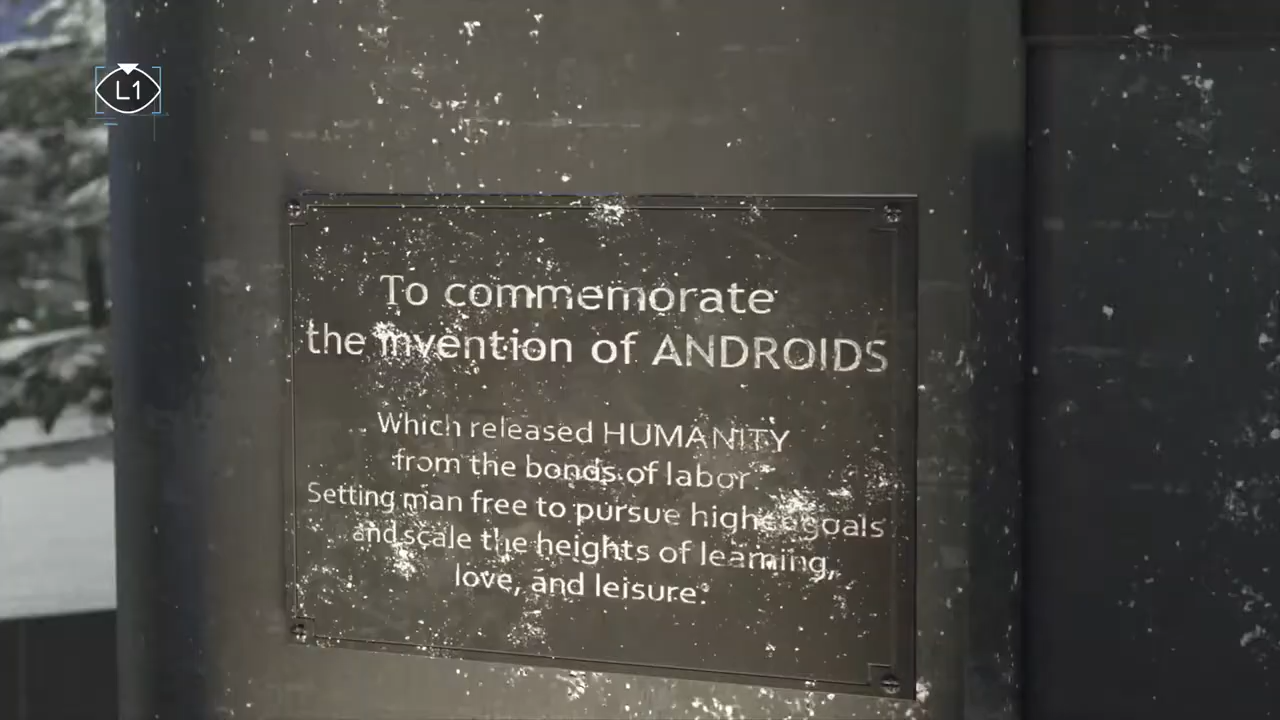 L1
To commemorate
the invention of ANDROIDS
Which released HUMANITY
from the bonds of labor
Setting man free to pursue higher goals
and scale the heights of learning,
love, and leisure.